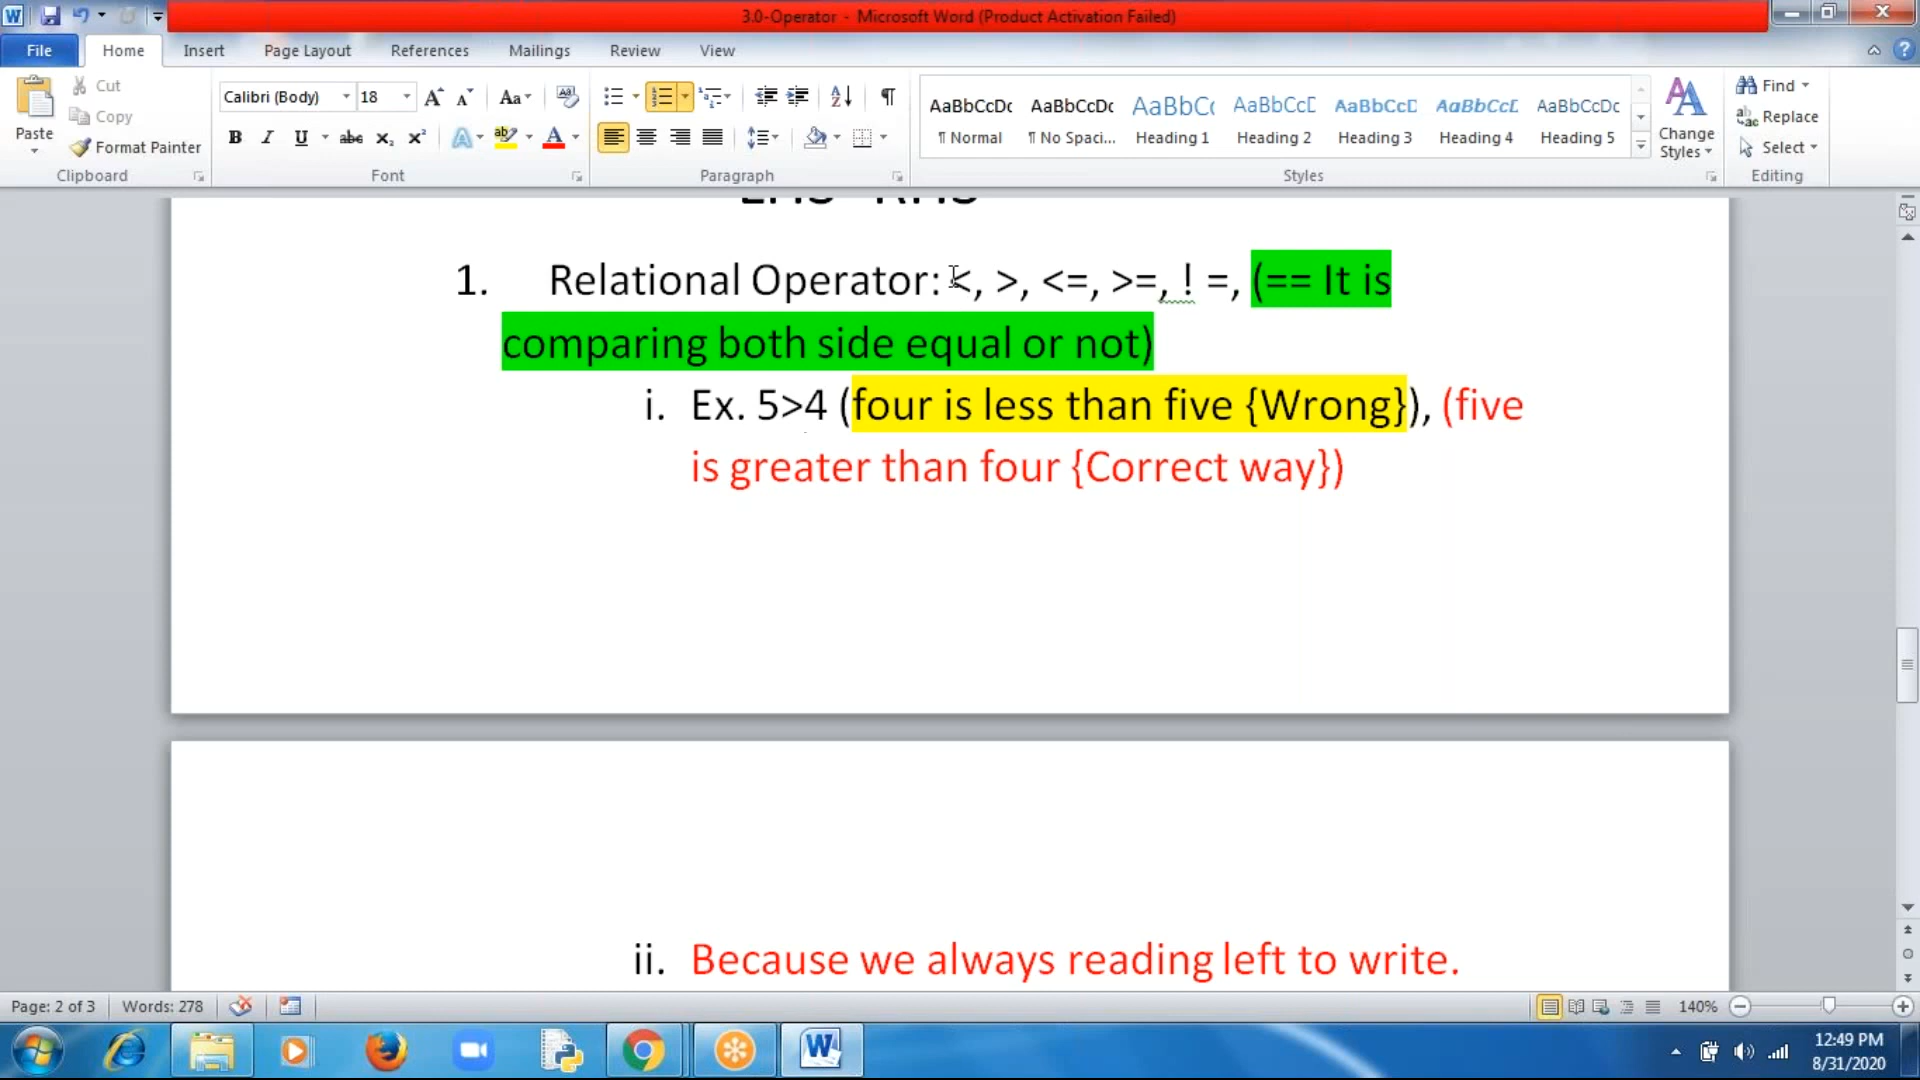 3.0-Operator - Microsoft Word (Product Activation Failed)
File Home Insert Page Layout References Mailings Review View
Cut
Copy
Format Painter
Paste
Clipboard
Calibri (Body) 18
Font
Paragraph
AaBbCcDc AaBbCcDc AaBbC( AaBbCcD AaBbCcD AaBbCcD AaBbCcDc
¶ Normal ¶ No Spaci... Heading 1 Heading 2 Heading 3 Heading 4 Heading 5
Change
Styles
Styles
Find
Replace
Select
Editing
1. Relational Operator: <, >, <=, >=, ! =, (== It is
comparing both side equal or not)
i. Ex. 5>4 (four is less than five {Wrong}), (five
is greater than four {Correct way})
ii. Because we always reading left to write.
Page: 2 of 3 Words: 278 140%
12:49 PM
8/31/2020